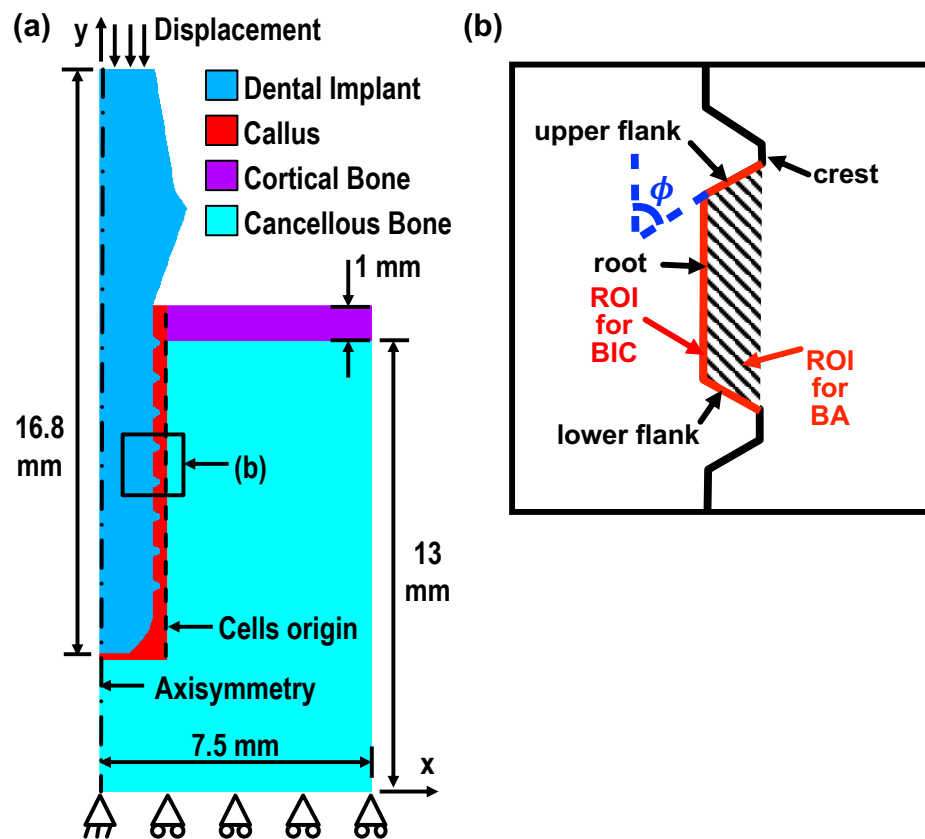 (a)
y
Displacement
Dental Implant
Callus
Cortical Bone
Cancellous Bone
1 mm
16.8
mm
(b)
13
mm
Cells origin
Axisymmetry
7.5 mm
x
(b)
upper flank
crest
ϕ
root
ROI
for
BIC
ROI
for
BA
lower flank